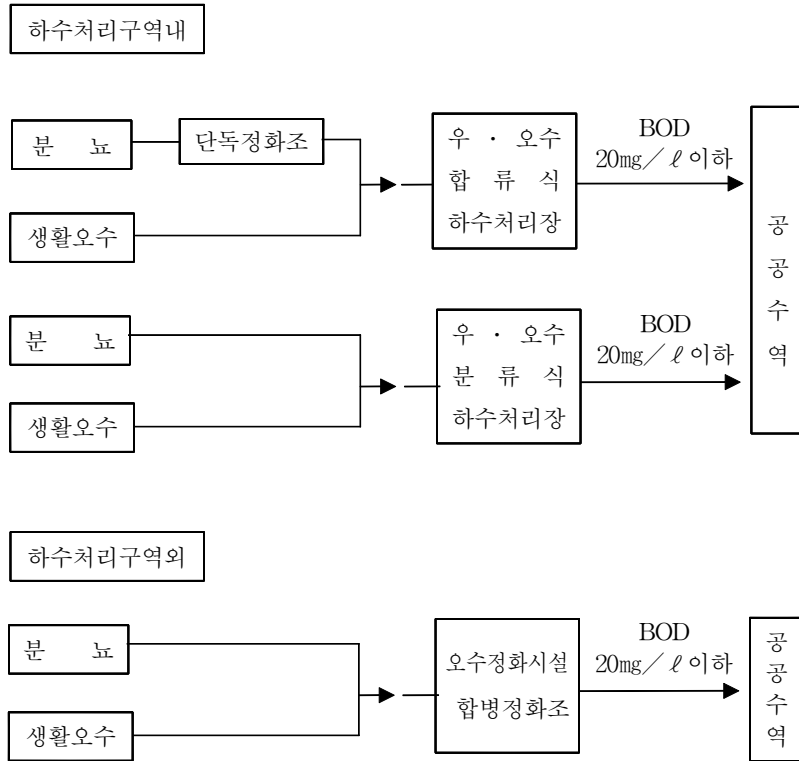 하수처리구역내
분 뇨
단독정화조
생활오수
우 · 오수
합 류 식
하수처리장
BOD
20㎎／ℓ 이하
분 뇨
생활오수
우 · 오수
분 류 식
하수처리장
BOD
20㎎／ℓ 이하
공
공
수
역
하수처리구역외
분 뇨
생활오수
오수정화시설
합병정화조
BOD
20㎎／ℓ 이하
공
공
수
역